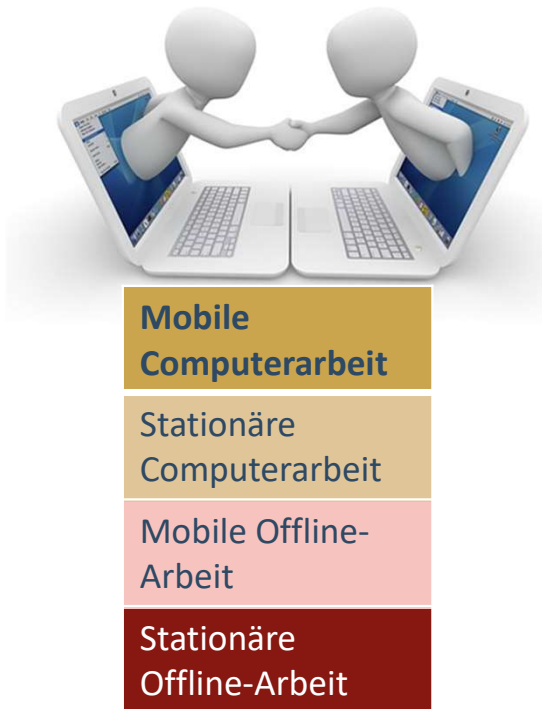 Mobile
Computerarbeit
Stationäre
Computerarbeit
Mobile Offline-
Arbeit
Stationäre
Offline-Arbeit